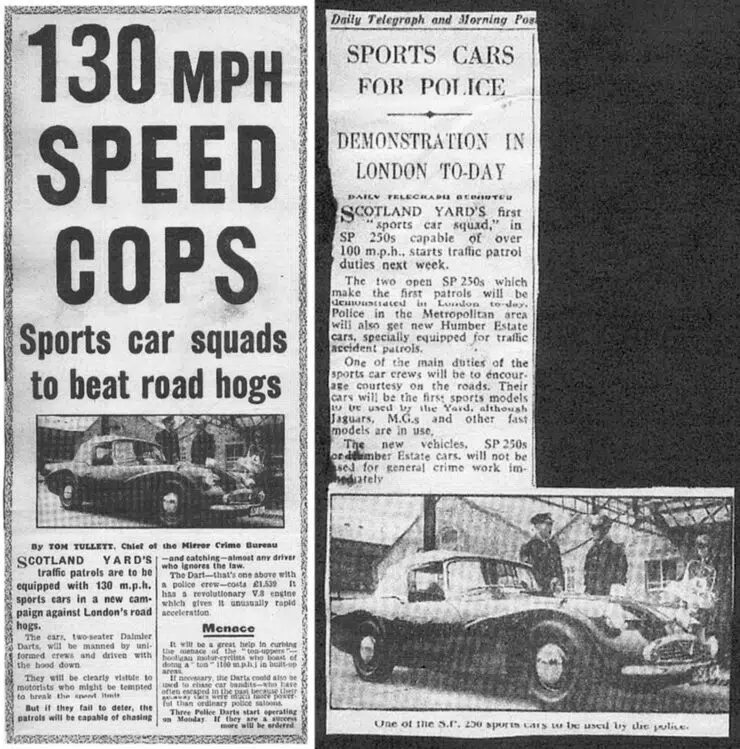 130 MPH
SPEED
COPS
Sports car squads
to beat road hogs
By TOM TULLETT, Chief of the Mirror Crime Bureau
SCOTLAND YARD'S
traffic patrols are to be
equipped with 130 m.p.h.
sports cars in a new cam-
paign against London's road
hogs.
The cars, two-seater Daimler
Darts, will be manned by uni-
formed crews and driven with
the hood down.
They will be clearly visible to
motorists who might be tempted
to break the speed limit.
But if they fail to deter, the
patrols will be capable of chasing
—and catching—almost any driver
who ignores the law.
The Dart—that's one above with
a police crew—costs £1,539. It
has a revolutionary V.8 engine
which gives it unusually rapid
acceleration.
Menace
It will be a great help in curbing
the menace of the "ton-uppers"—
hooligan motor-cyclists who boast of
doing a "ton" (100 m.p.h.) in built-up
areas.
If necessary, the Darts could also be
used to chase car bandits—who have
often escaped in the past because their
getaway cars were much more power-
ful than ordinary police saloons.
Three Police Darts start operating
on Monday. If they are a success
more will be ordered.
Daily Telegraph and Morning Pos
SPORTS CARS
FOR POLICE
DEMONSTRATION IN
LONDON TO-DAY
DAILY TELEGRAPH REPORTER
SCOTLAND YARD'S first
"sports car squad," in
SP 250s capable of over
100 m.p.h., starts traffic patrol
duties next week.
The two open SP 250s which
make the first patrols will be
demonstrated in London to-day.
Police in the Metropolitan area
will also get new Humber Estate
cars, specially equipped for traffic
accident patrols.
One of the main duties of the
sports car crews will be to encour-
age courtesy on the roads. Their
cars will be the first sports models
to be used by the Yard, although
Jaguars, M.G.s and other fast
models are in use.
The new vehicles, SP 250s
or Humber Estate cars, will not be
used for general crime work im-
mediately
One of the S.P. 250 sports cars to be used by the police.